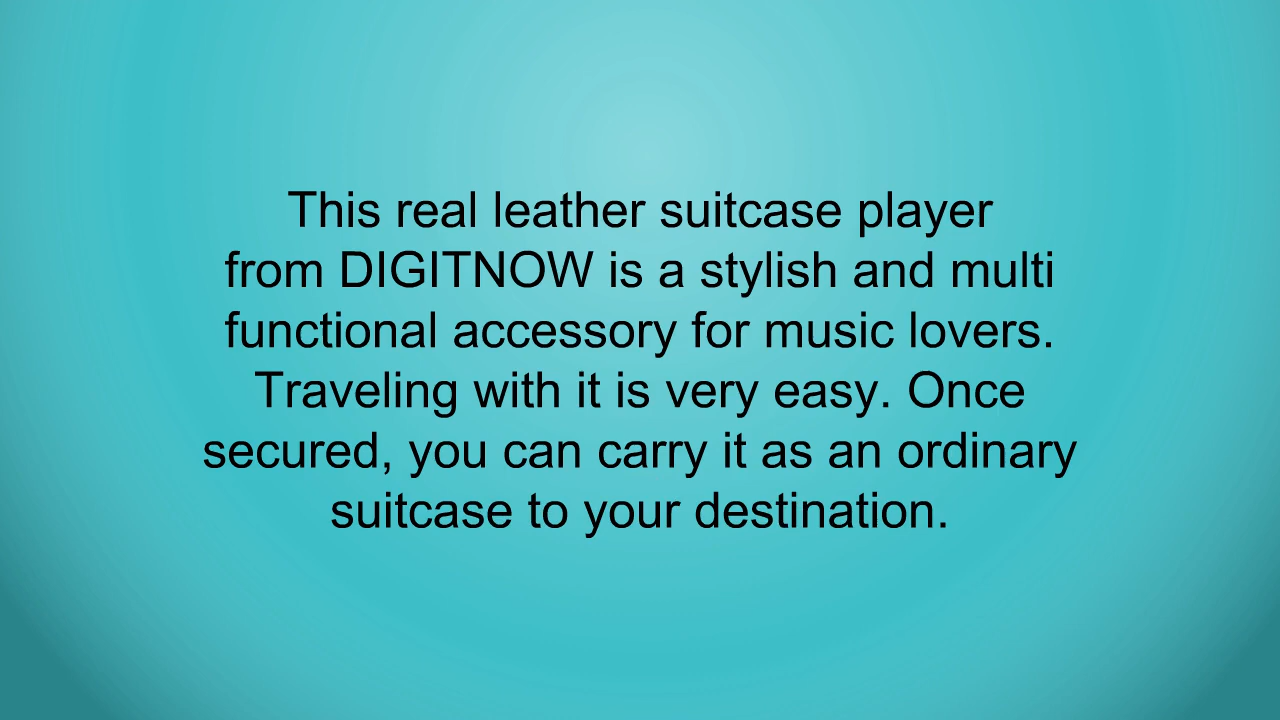 This real leather suitcase player
from DIGITNOW is a stylish and multi
functional accessory for music lovers.
Traveling with it is very easy. Once
secured, you can carry it as an ordinary
suitcase to your destination.